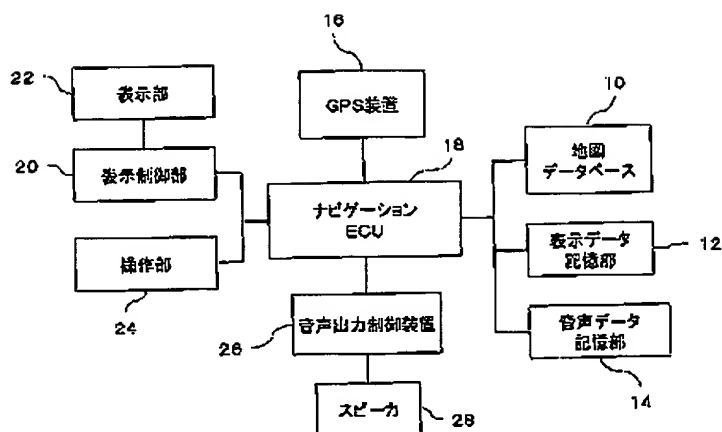 16
22
表示部
GPS装置
10
20
18
地図
データベース
表示制御部
ナビゲーション
ECU
表示データ
記憶部
12
操作部
24
音声出力制御装置
26
音声データ
記憶部
14
スピーカ
28